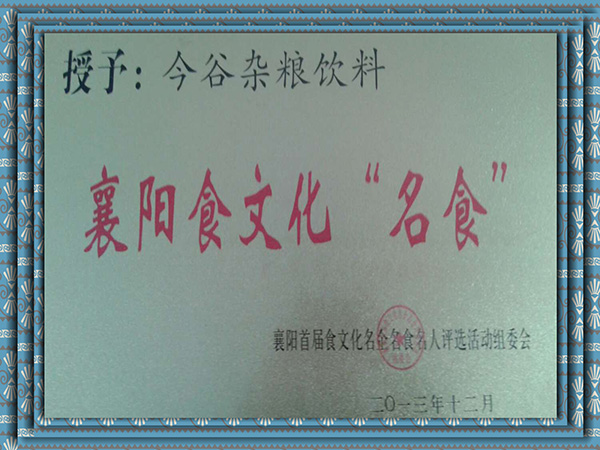 授予：今谷杂粮饮料
襄阳食文化“名食”
襄阳首届食文化名企名食名人评选活动组委会
二〇一三年十二月